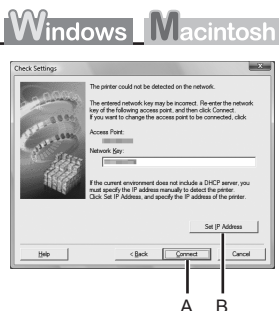 Windows Macintosh
Check Settings
The printer could not be detected on the network.
The entered network key may be incorrect. Re-enter the network
key of the following access point, and then click Connect.
If you want to change the access point to be connected, click
Access Point:
Network Key:
If the current environment does not include a DHCP server, you
must specify the IP address manually to detect the printer.
Click Set IP Address, and specify the IP address of the printer.
Set IP Address
Help < Back Connect Cancel
A B